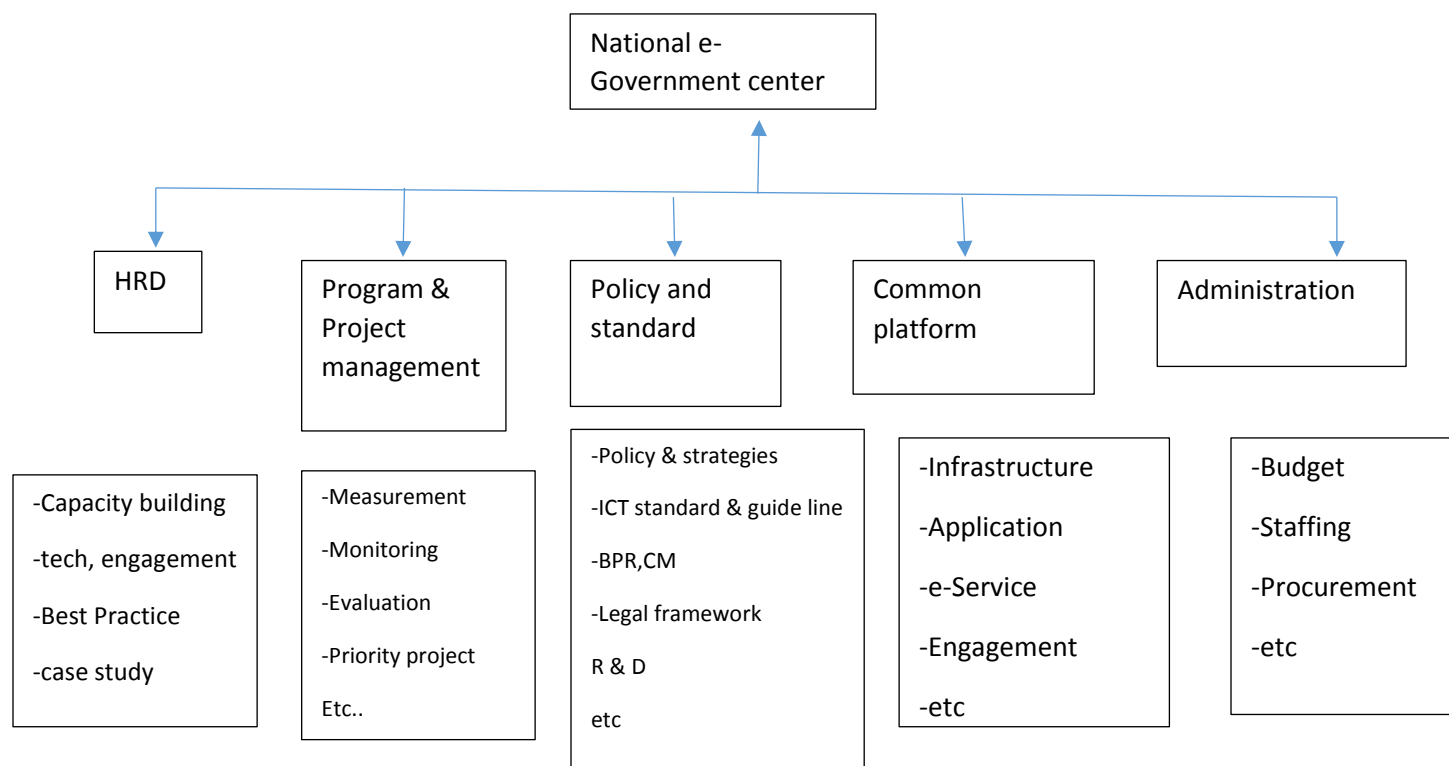 National e-
Government center
HRD
Program &
Project
management
Policy and
standard
Common
platform
Administration
-Capacity building
-tech, engagement
-Best Practice
-case study
-Measurement
-Monitoring
-Evaluation
-Priority project
Etc..
-Policy & strategies
-ICT standard & guide line
-BPR,CM
-Legal framework
R & D
etc
-Infrastructure
-Application
-e-Service
-Engagement
-etc
-Budget
-Staffing
-Procurement
-etc